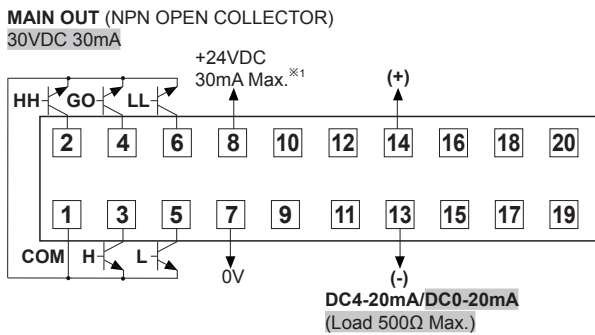 MAIN OUT (NPN OPEN COLLECTOR)
30VDC 30mA
+24VDC
30mA Max.※1
(+)
HH GO LL
2 4 6 8 10 12 14 16 18 20
1 3 5 7 9 11 13 15 17 19
COM H L
0V
(-)
DC4-20mA/DC0-20mA
(Load 500Ω Max.)